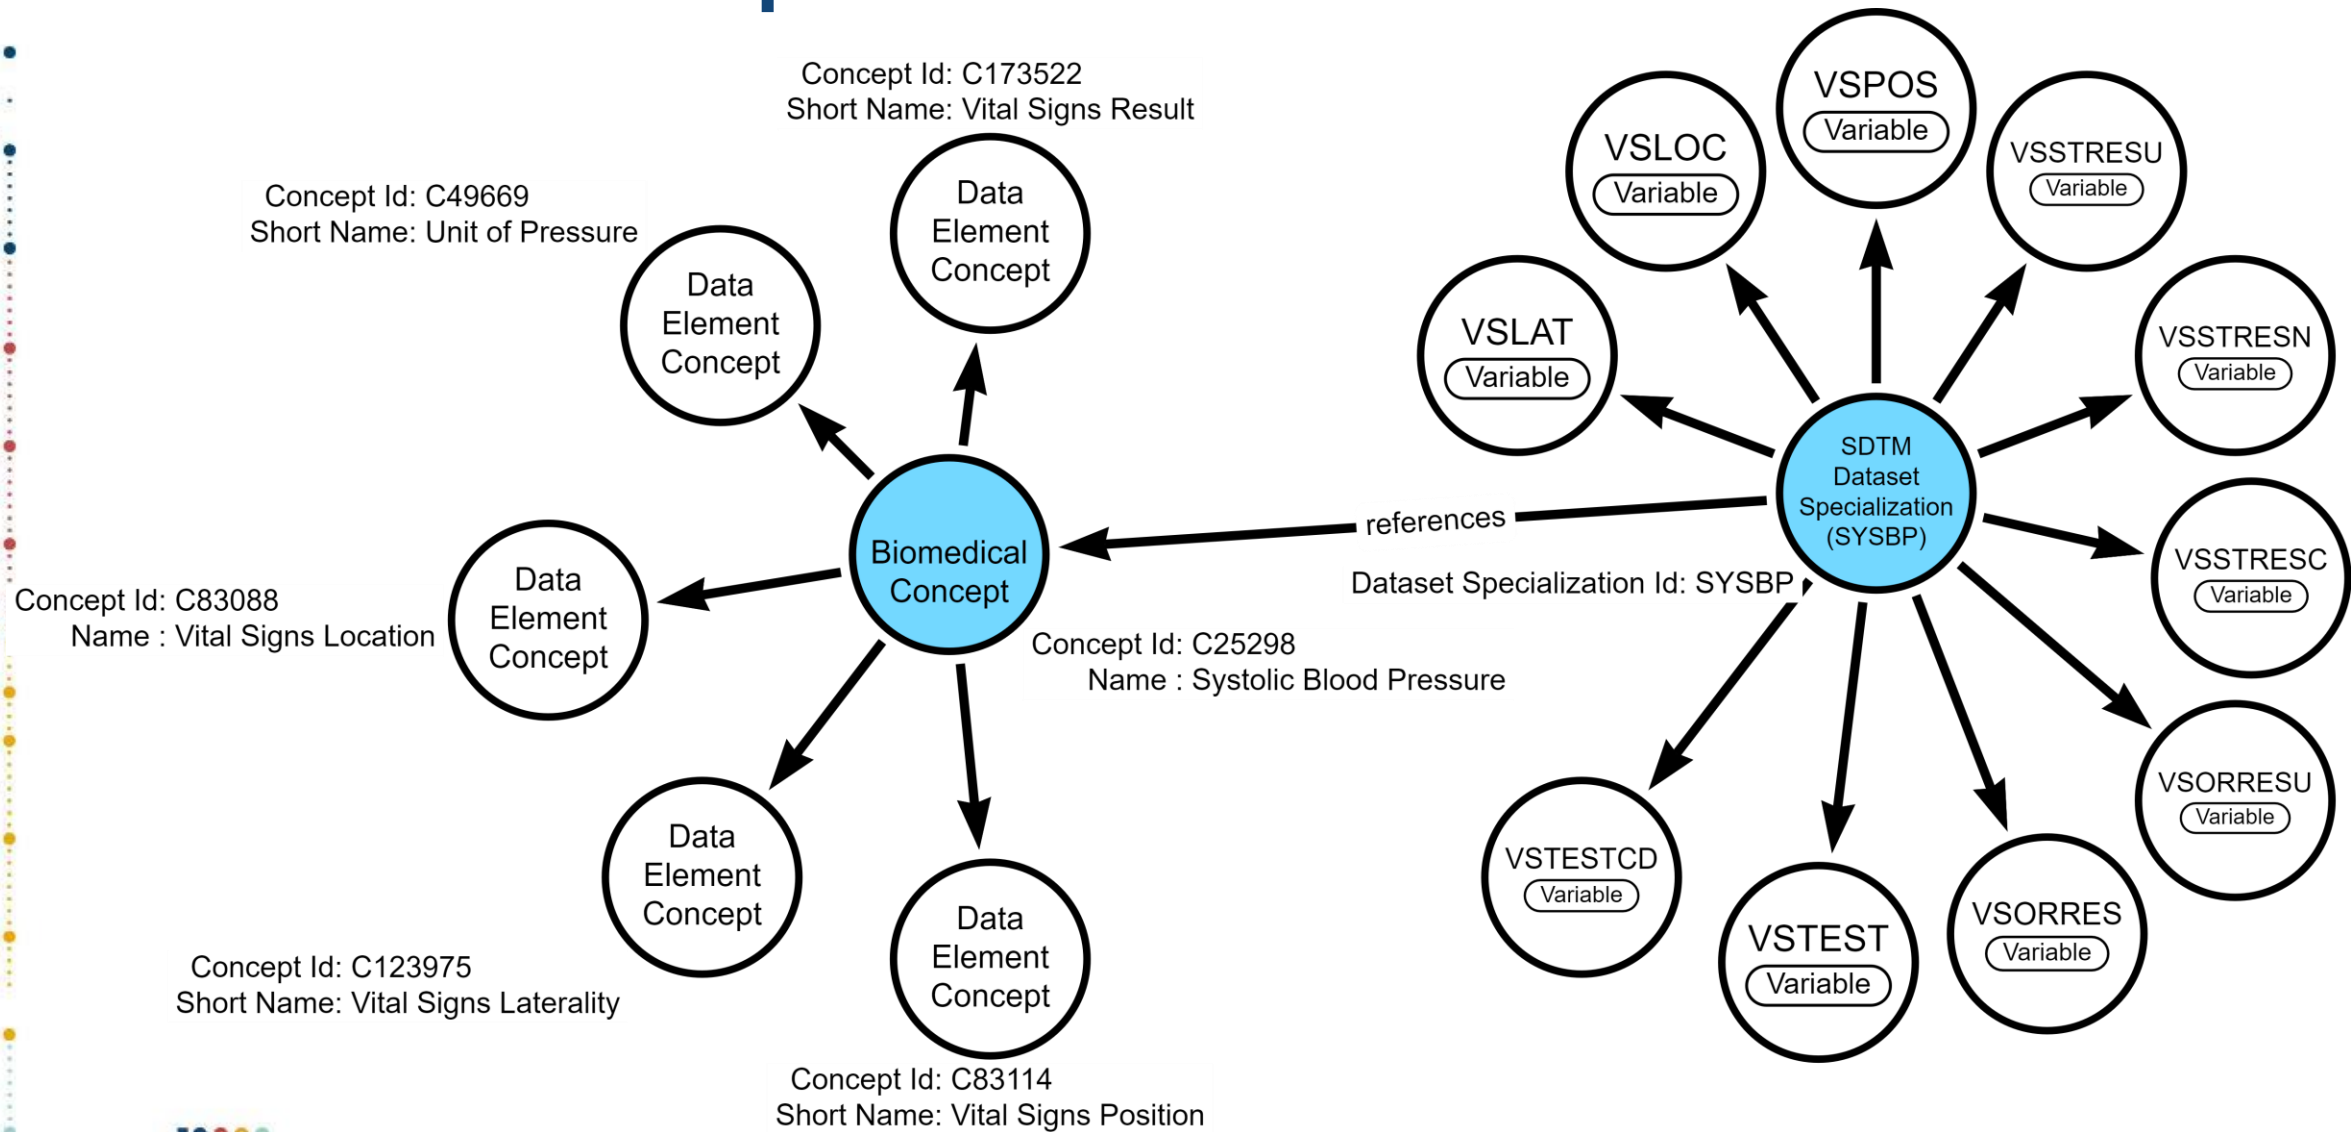 Concept Id: C173522
Short Name: Vital Signs Result
Data
Element
Concept
Concept Id: C49669
Short Name: Unit of Pressure
Data
Element
Concept
Concept Id: C83088
Name : Vital Signs Location
Data
Element
Concept
Biomedical
Concept
Concept Id: C25298
Name : Systolic Blood Pressure
Data
Element
Concept
Concept Id: C123975
Short Name: Vital Signs Laterality
Data
Element
Concept
Concept Id: C83114
Short Name: Vital Signs Position
references
Dataset Specialization Id: SYSBP
SDTM
Dataset
Specialization
(SYSBP)
VSLAT
Variable
VSLOC
Variable
VSPOS
Variable
VSSTRESU
Variable
VSSTRESN
Variable
VSSTRESC
Variable
VSORRESU
Variable
VSORRES
Variable
VSTEST
Variable
VSTESTCD
Variable